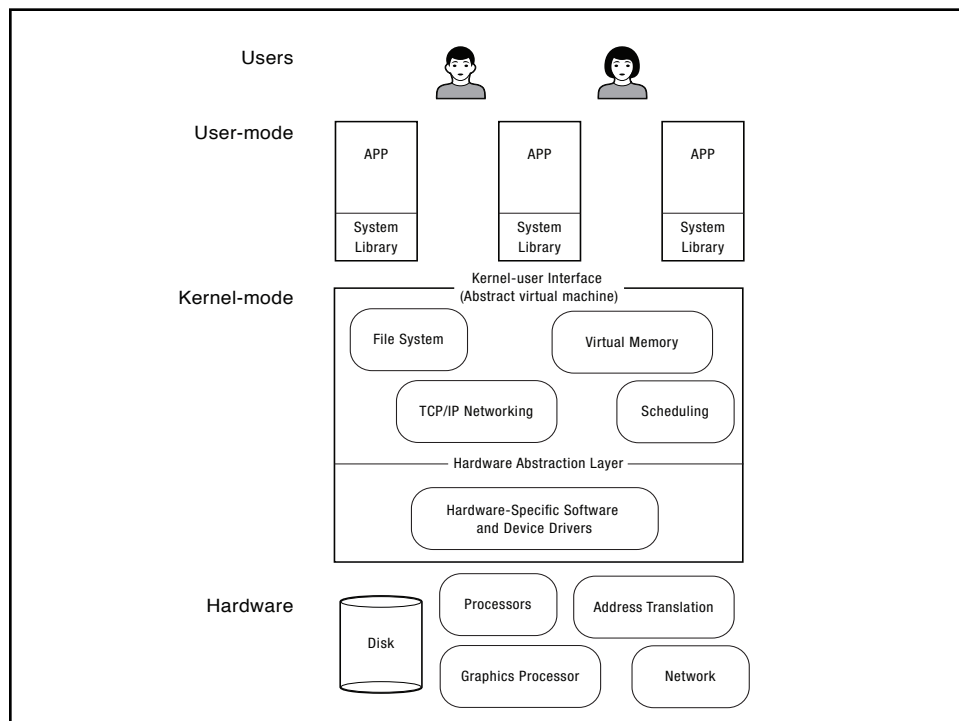 Users
User-mode
APP
APP
APP
System
Library
System
Library
System
Library
Kernel-mode
Kernel-user Interface
(Abstract virtual machine)
File System
Virtual Memory
TCP/IP Networking
Scheduling
Hardware Abstraction Layer
Hardware-Specific Software
and Device Drivers
Hardware
Disk
Processors
Address Translation
Graphics Processor
Network